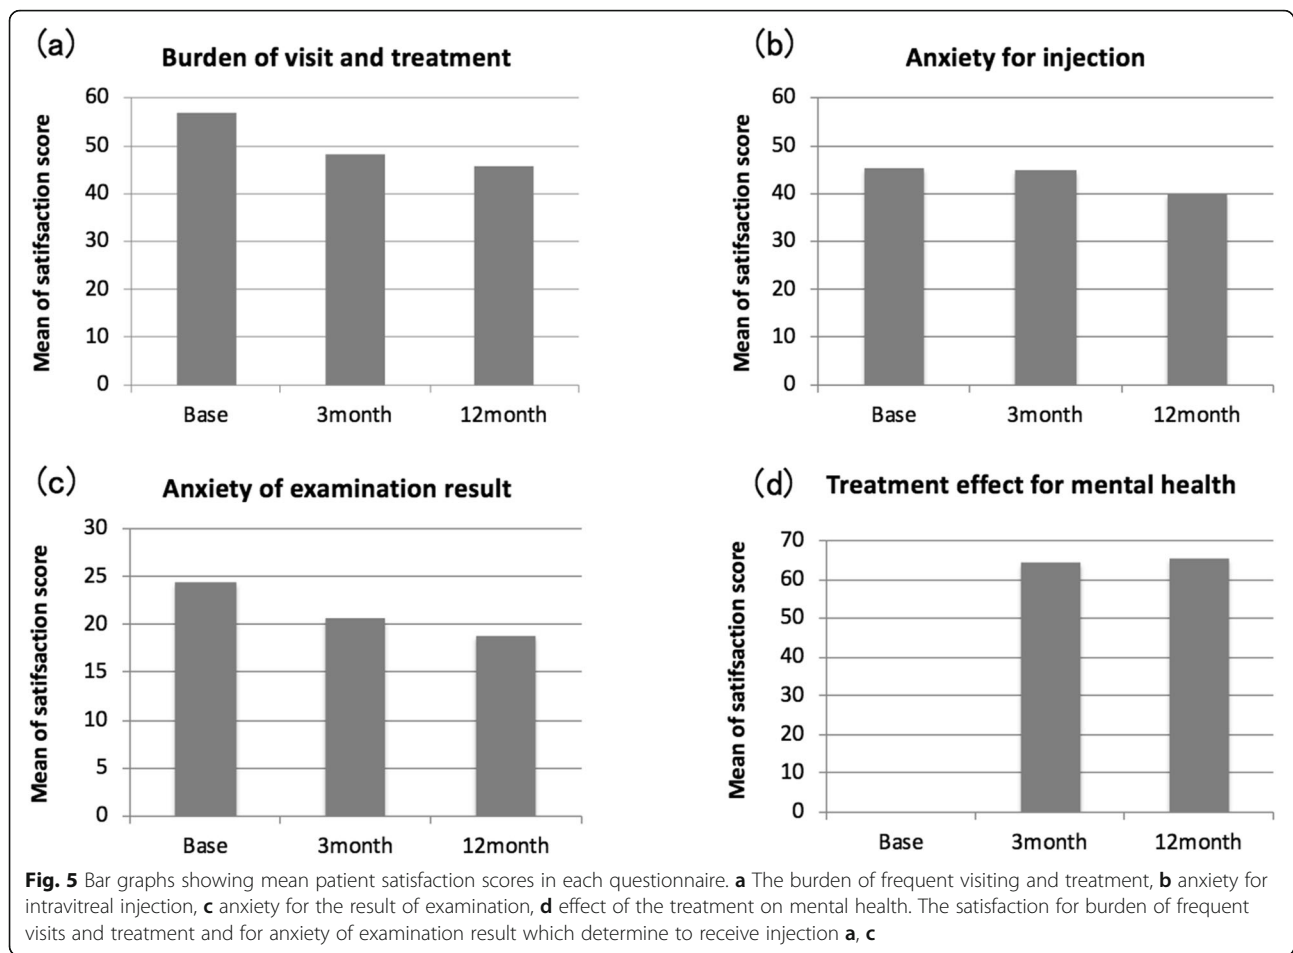 (a)
Burden of visit and treatment
Mean of satifsaction score
60
50
40
30
20
10
0
Base 3month 12month
(b)
Anxiety for injection
Mean of satifsaction score
60
50
40
30
20
10
0
Base 3month 12month
(c)
Anxiety of examination result
Mean of satifsaction score
30
25
20
15
10
5
0
Base 3month 12month
(d)
Treatment effect for mental health
Mean of satifsaction score
70
60
50
40
30
20
10
0
Base 3month 12month
Fig. 5 Bar graphs showing mean patient satisfaction scores in each questionnaire. a The burden of frequent visiting and treatment, b anxiety for
intravitreal injection, c anxiety for the result of examination, d effect of the treatment on mental health. The satisfaction for burden of frequent
visits and treatment and for anxiety of examination result which determine to receive injection a, c